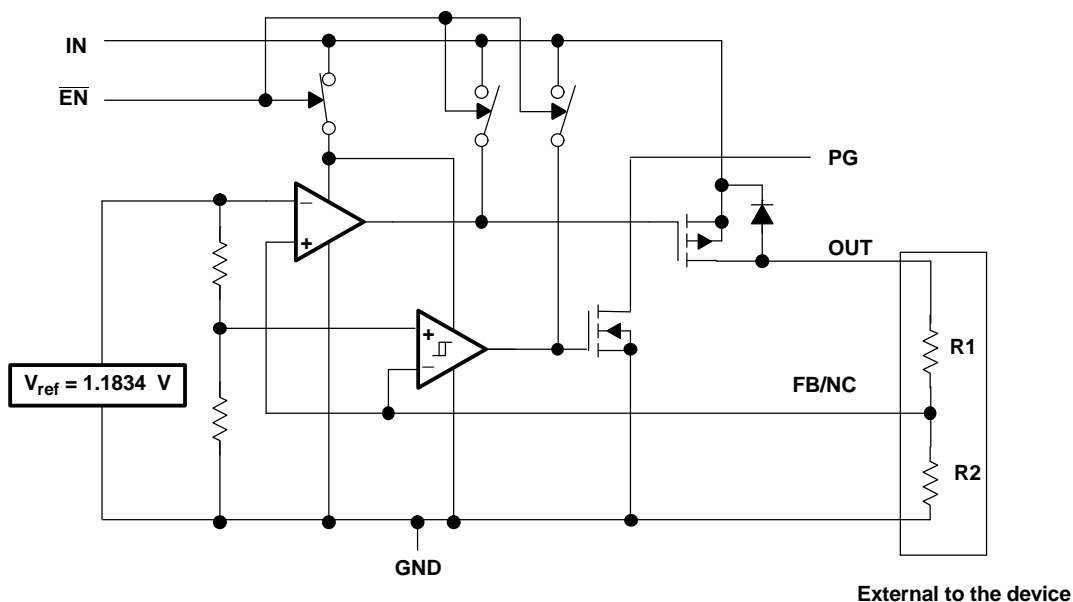 IN
EN
PG
−
+
OUT
+
−
R1
V_ref = 1.1834 V
FB/NC
R2
GND
External to the device